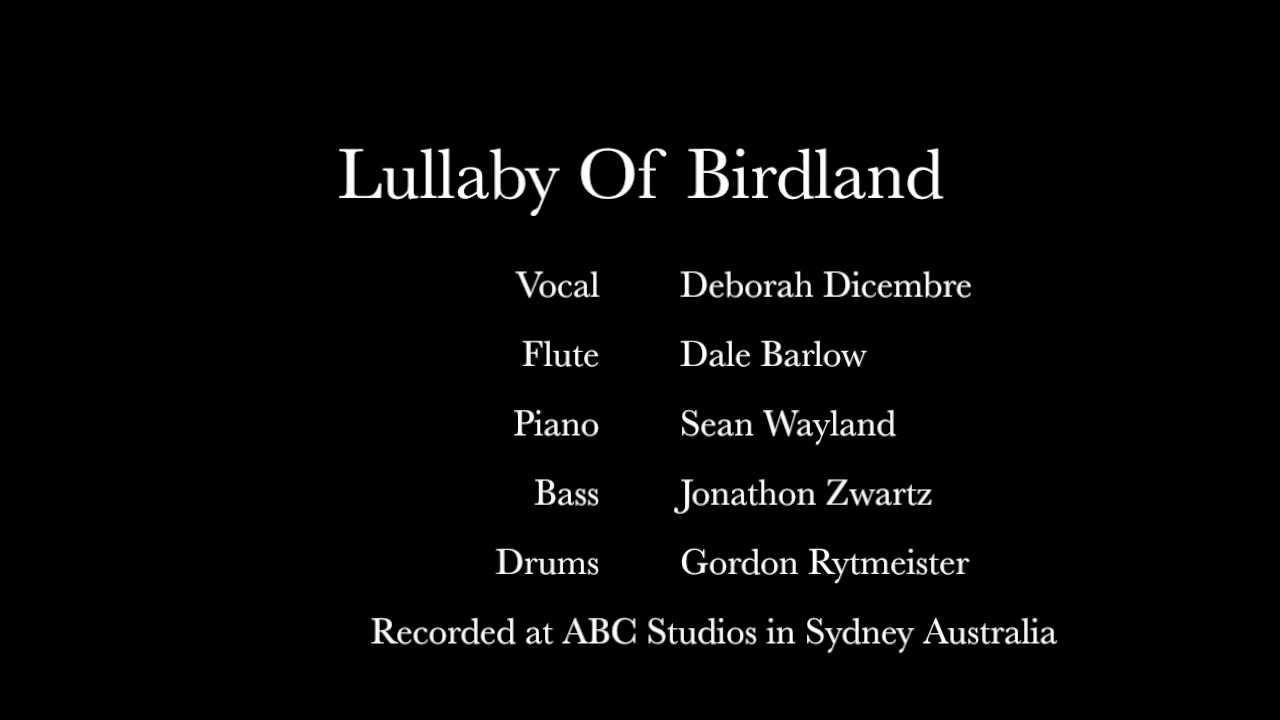 Lullaby Of Birdland
Vocal Deborah Dicembre
Flute Dale Barlow
Piano Sean Wayland
Bass Jonathon Zwartz
Drums Gordon Rytmeister
Recorded at ABC Studios in Sydney Australia